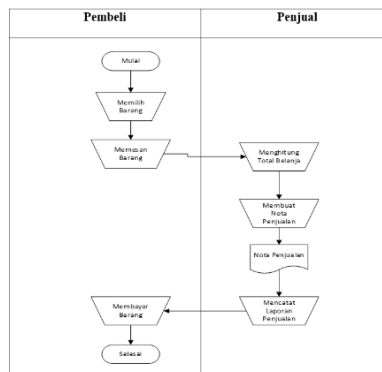 Pembeli
Penjual
Mulai
Memilih
Barang
Memesan
Barang
Menghitung
Total Belanja
Membuat
Nota
Penjualan
Nota Penjualan
Mencatat
Laporan
Penjualan
Membayar
Barang
Selesai